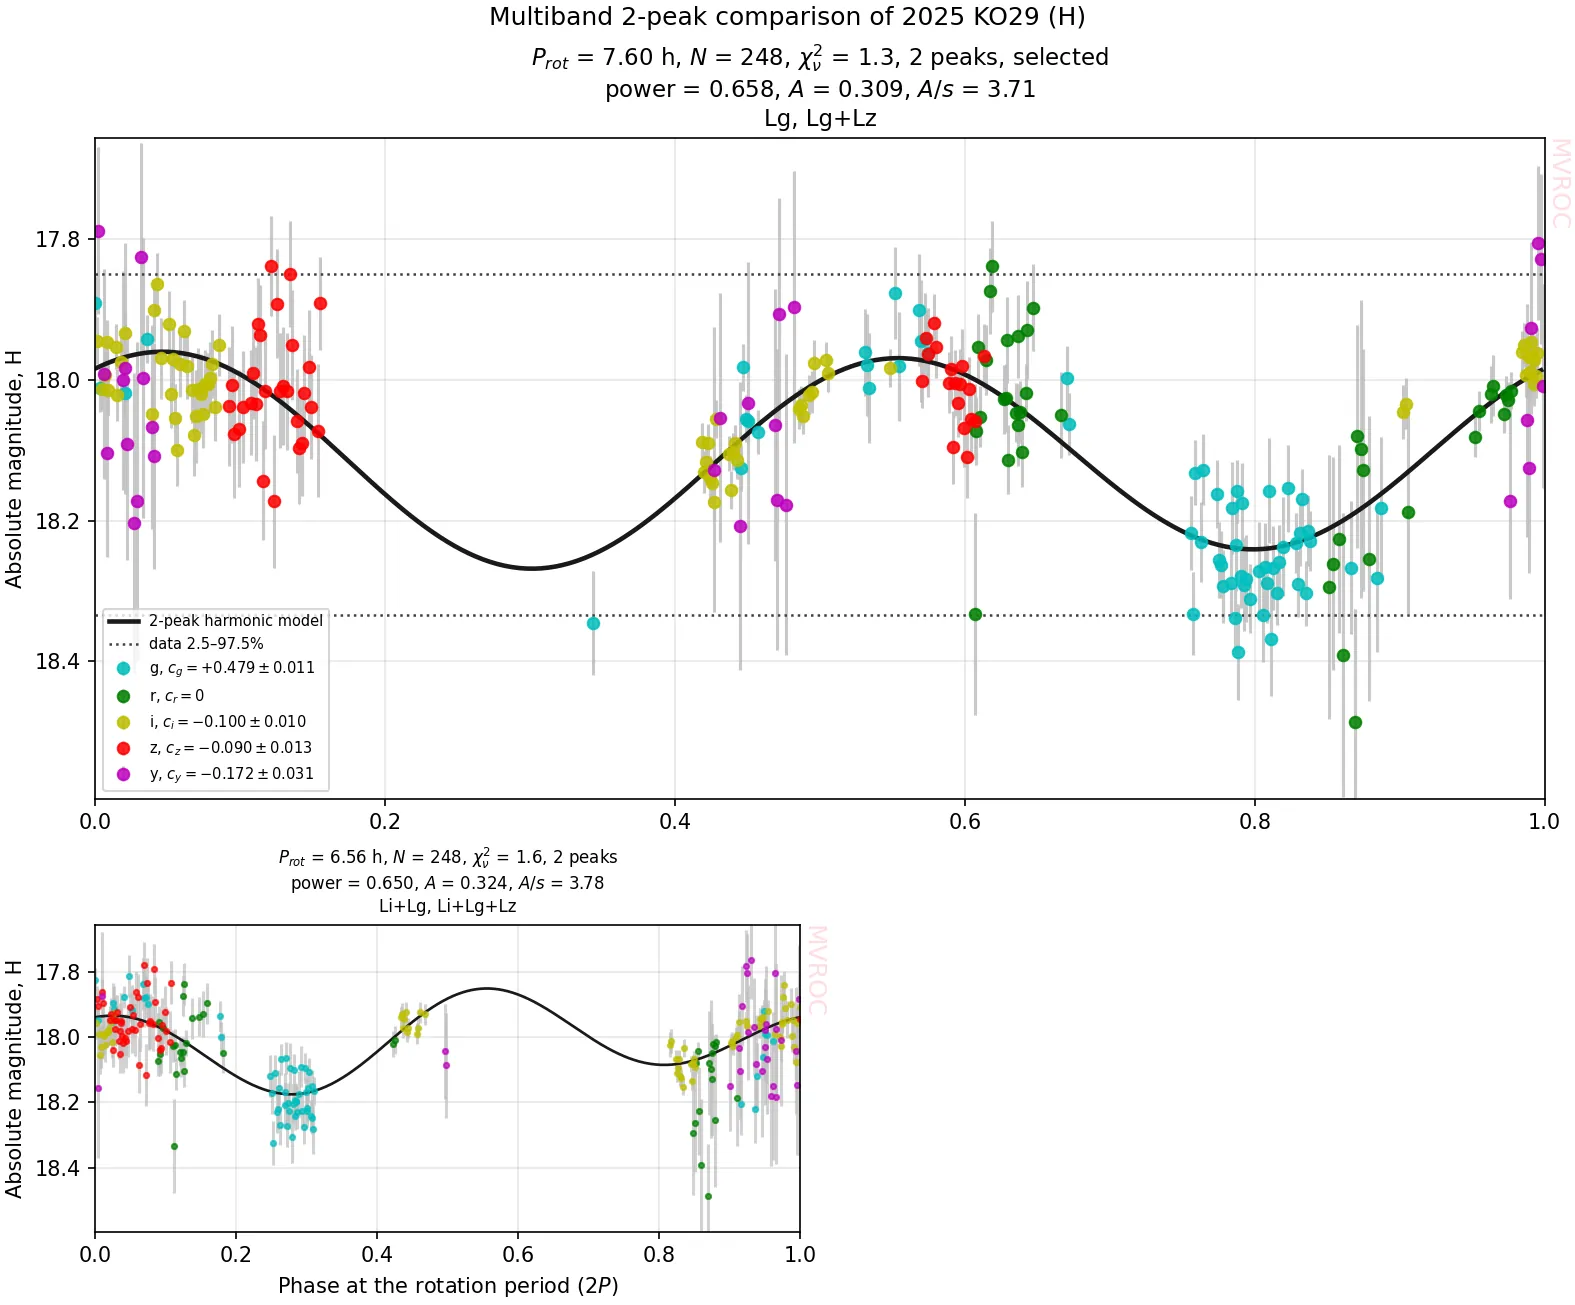 Multiband 2-peak comparison of 2025 KO29 (H)
P_rot = 7.60 h, N = 248, χ²_ν = 1.3, 2 peaks, selected
power = 0.658, A = 0.309, A/s = 3.71
Lg, Lg+Lz
MVROC
Absolute magnitude, H
17.8
18.0
18.2
18.4
2-peak harmonic model
data 2.5–97.5%
g, c_g = +0.479 ± 0.011
r, c_r = 0
i, c_i = −0.100 ± 0.010
z, c_z = −0.090 ± 0.013
y, c_y = −0.172 ± 0.031
0.0 0.2 0.4 0.6 0.8 1.0
P_rot = 6.56 h, N = 248, χ²_ν = 1.6, 2 peaks
power = 0.650, A = 0.324, A/s = 3.78
Li+Lg, Li+Lg+Lz
MVROC
Absolute magnitude, H
17.8
18.0
18.2
18.4
0.0 0.2 0.4 0.6 0.8 1.0
Phase at the rotation period (2P)